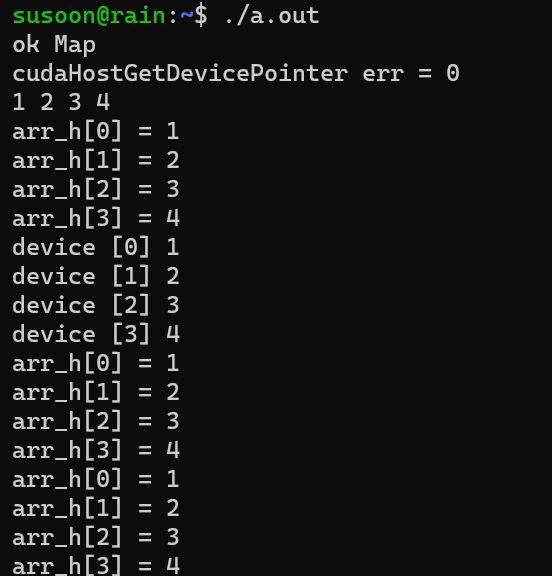 susoon@rain:~$ ./a.out
ok Map
cudaHostGetDevicePointer err = 0
1 2 3 4
arr_h[0] = 1
arr_h[1] = 2
arr_h[2] = 3
arr_h[3] = 4
device [0] 1
device [1] 2
device [2] 3
device [3] 4
arr_h[0] = 1
arr_h[1] = 2
arr_h[2] = 3
arr_h[3] = 4
arr_h[0] = 1
arr_h[1] = 2
arr_h[2] = 3
arr_h[3] = 4